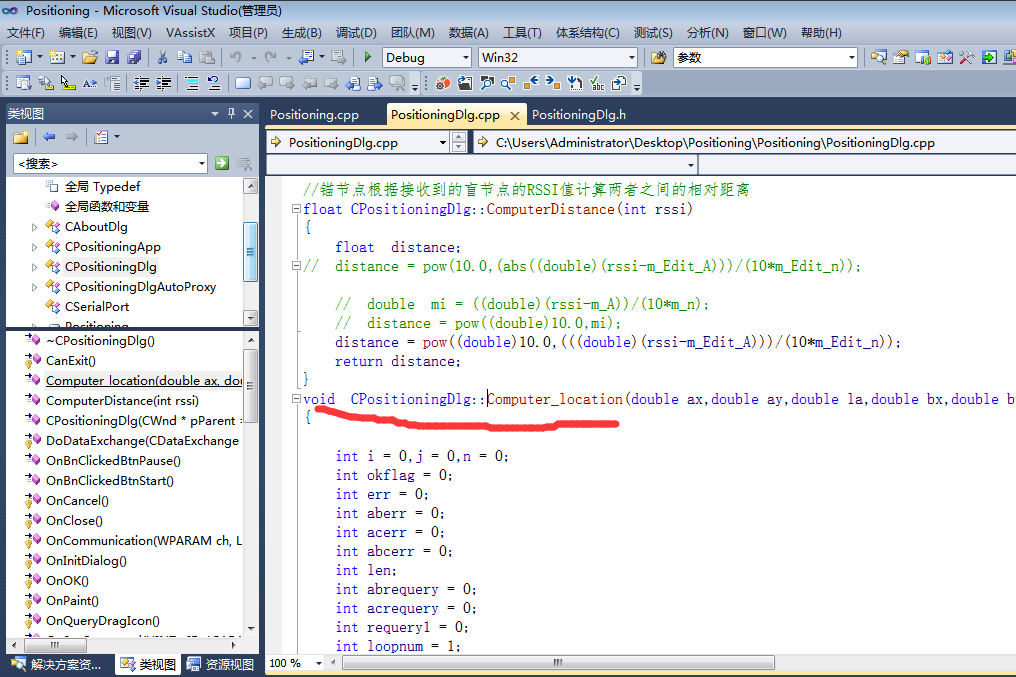 Positioning - Microsoft Visual Studio(管理员)
文件(F) 编辑(E) 视图(V) VAssistX 项目(P) 生成(B) 调试(D) 团队(M) 数据(A) 工具(T) 体系结构(C) 测试(S) 分析(N) 窗口(W) 帮助(H)
Debug Win32 参数
类视图
<搜索>
全局 Typedef
全局函数和变量
CAboutDlg
CPositioningApp
CPositioningDlg
CPositioningDlgAutoProxy
CSerialPort
Positioning
~CPositioningDlg()
CanExit()
Computer_location(double ax, dou
ComputerDistance(int rssi)
CPositioningDlg(CWnd * pParent =
DoDataExchange(CDataExchange
OnBnClickedBtnPause()
OnBnClickedBtnStart()
OnCancel()
OnClose()
OnCommunication(WPARAM ch, L
OnInitDialog()
OnOK()
OnPaint()
OnQueryDragIcon()
解决方案资... 类视图 资源视图
Positioning.cpp PositioningDlg.cpp PositioningDlg.h
PositioningDlg.cpp C:\Users\Administrator\Desktop\Positioning\Positioning\PositioningDlg.cpp
//锚节点根据接收到的盲节点的RSSI值计算两者之间的相对距离
float CPositioningDlg::ComputerDistance(int rssi)
{
float distance;
// distance = pow(10.0,(abs((double)(rssi-m_Edit_A)))/(10*m_Edit_n));
// double mi = ((double)(rssi-m_A))/(10*m_n);
// distance = pow((double)10.0,mi);
distance = pow((double)10.0,(((double)(rssi-m_Edit_A)))/(10*m_Edit_n));
return distance;
}
void CPositioningDlg::Computer_location(double ax,double ay,double la,double bx,double b
{
int i = 0,j = 0,n = 0;
int okflag = 0;
int err = 0;
int aberr = 0;
int acerr = 0;
int abcerr = 0;
int len;
int abrequery = 0;
int acrequery = 0;
int requery1 = 0;
int loopnum = 1;
100 %